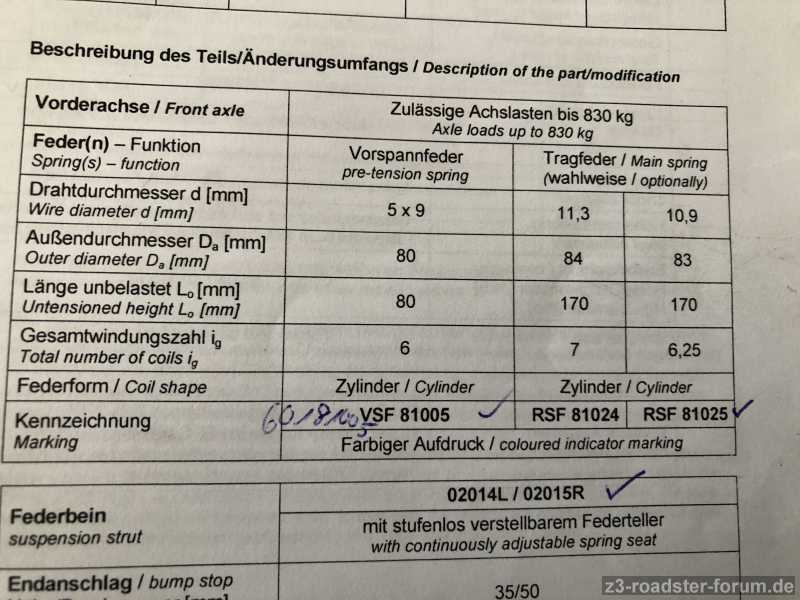 Beschreibung des Teils/Änderungsumfangs / Description of the part/modification
Vorderachse / Front axle
Zulässige Achslasten bis 830 kg
Axle loads up to 830 kg
Feder(n) – Funktion
Spring(s) – function
Vorspannfeder
pre-tension spring
Tragfeder / Main spring
(wahlweise / optionally)
Drahtdurchmesser d [mm]
Wire diameter d [mm]
5 x 9
11,3
10,9
Außendurchmesser Da [mm]
Outer diameter Da [mm]
80
84
83
Länge unbelastet Lo [mm]
Untensioned height Lo [mm]
80
170
170
Gesamtwindungszahl ig
Total number of coils ig
6
7
6,25
Federform / Coil shape
Zylinder / Cylinder
Zylinder / Cylinder
Kennzeichnung
Marking
60181005
VSF 81005
RSF 81024
RSF 81025
Farbiger Aufdruck / coloured indicator marking
Federbein
suspension strut
02014L / 02015R
mit stufenlos verstellbarem Federteller
with continuously adjustable spring seat
Endanschlag / bump stop
35/50
z3-roadster-forum.de